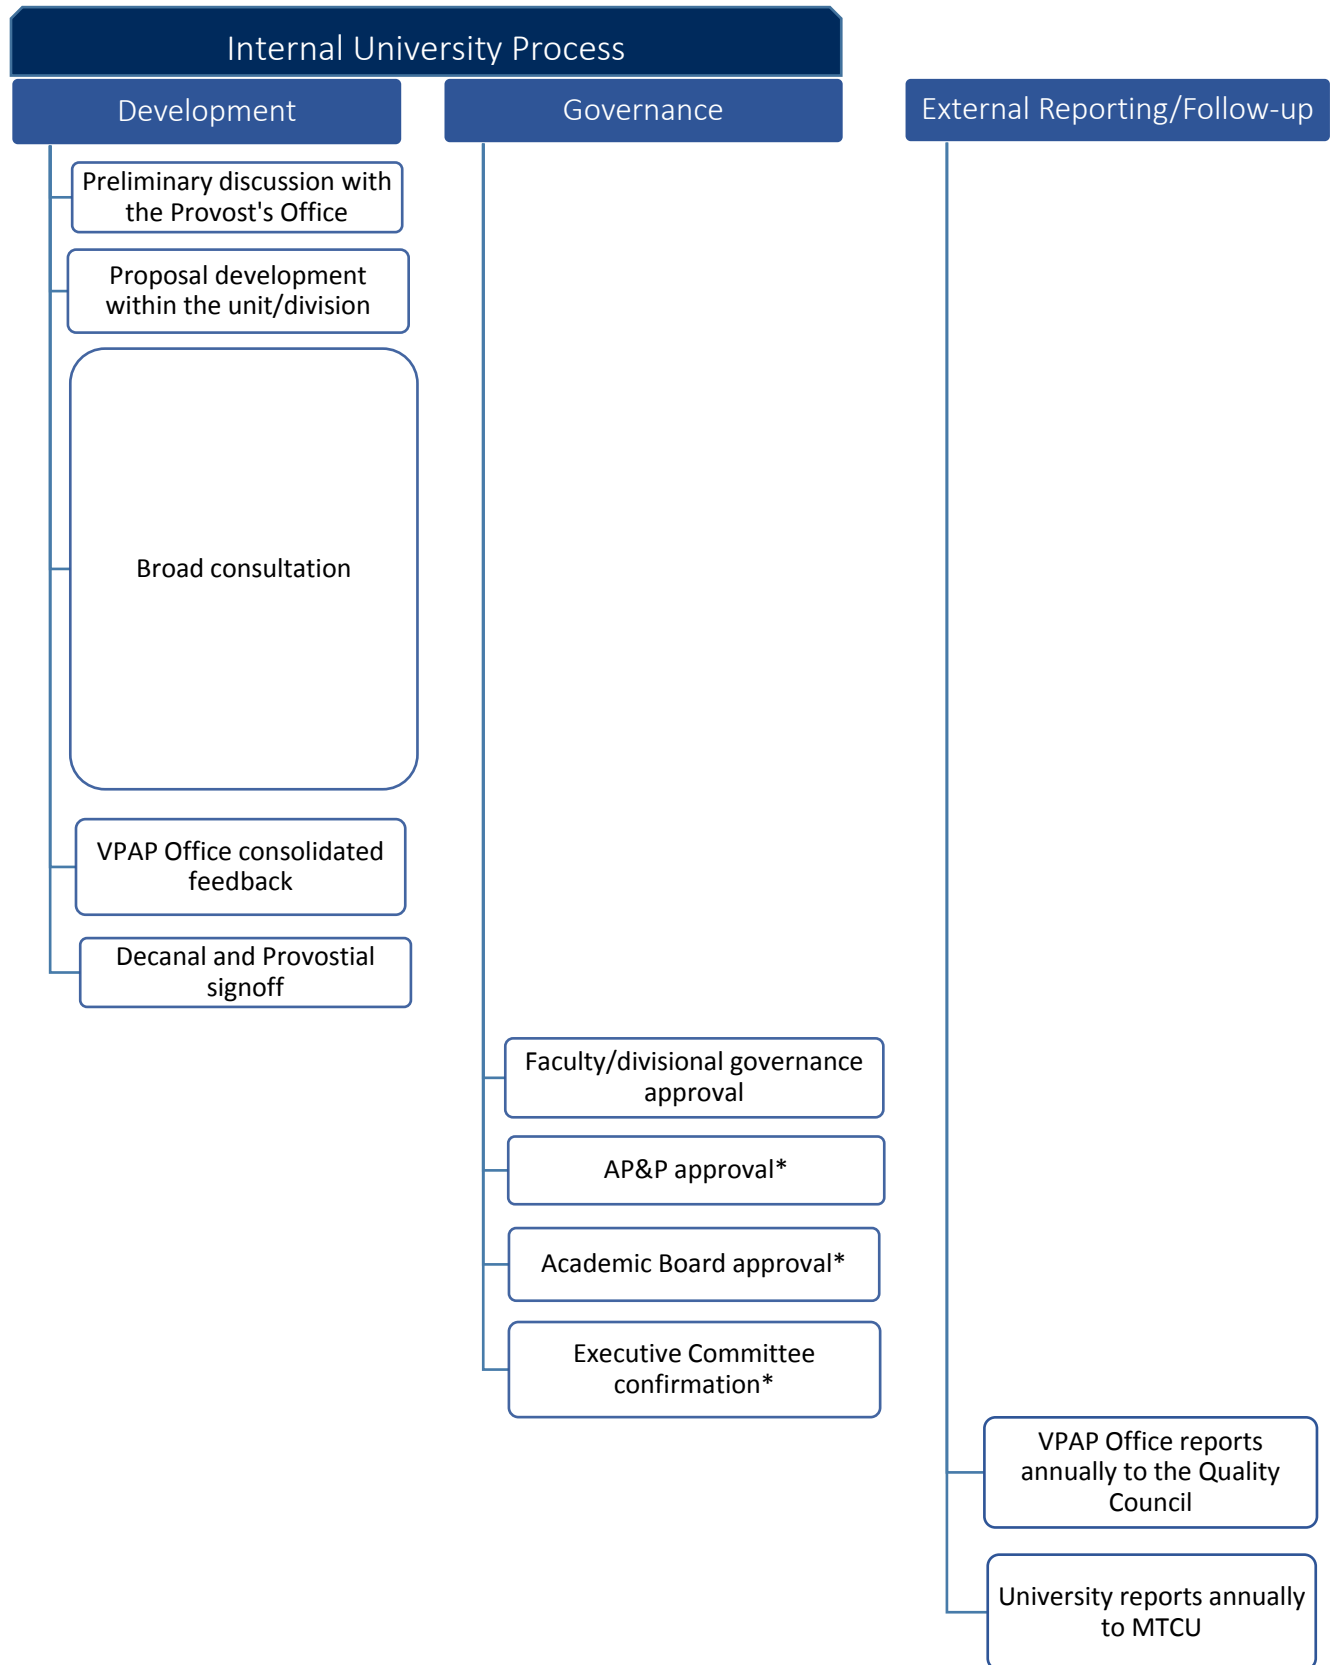 Internal University Process
Development
Governance
External Reporting/Follow-up
Preliminary discussion with
the Provost's Office
Proposal development
within the unit/division
Broad consultation
VPAP Office consolidated
feedback
Decanal and Provostial
signoff
Faculty/divisional governance
approval
AP&P approval*
Academic Board approval*
Executive Committee
confirmation*
VPAP Office reports
annually to the Quality
Council
University reports annually
to MTCU